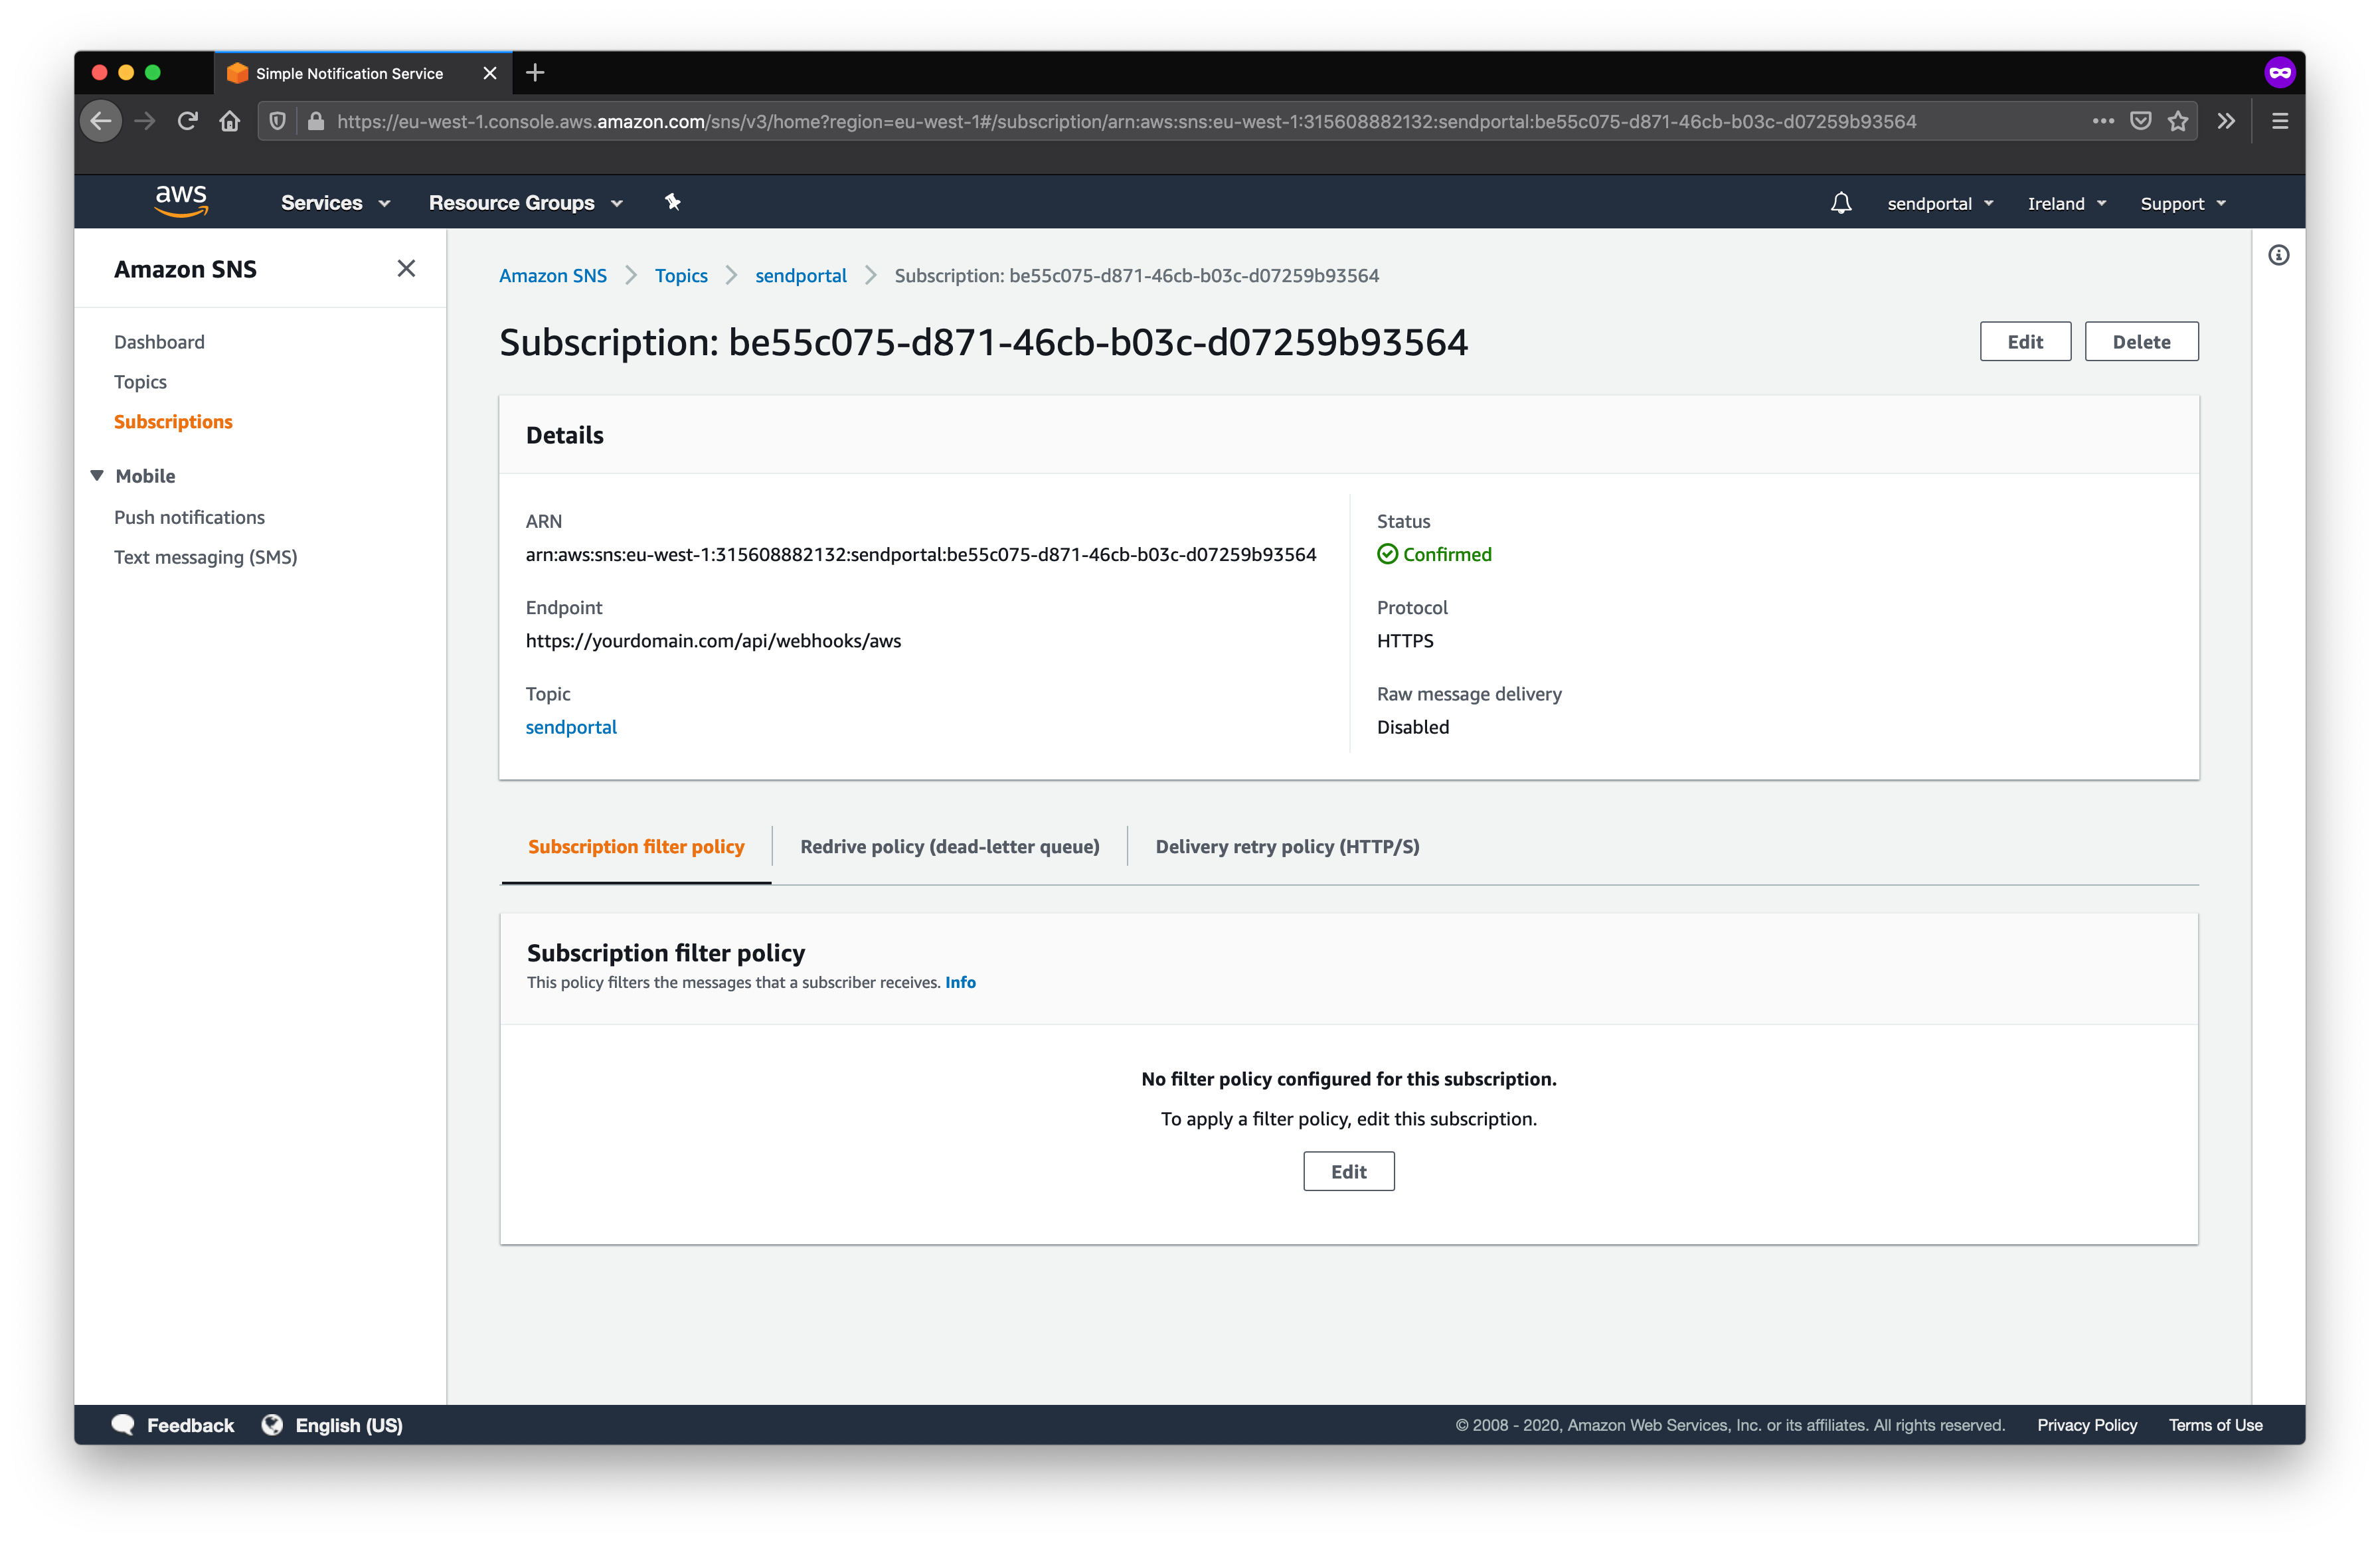 Simple Notification Service
https://eu-west-1.console.aws.amazon.com/sns/v3/home?region=eu-west-1#/subscription/arn:aws:sns:eu-west-1:315608882132:sendportal:be55c075-d871-46cb-b03c-d07259b93564
aws Services Resource Groups sendportal Ireland Support
Amazon SNS
Dashboard
Topics
Subscriptions
Mobile
Push notifications
Text messaging (SMS)
Amazon SNS Topics sendportal Subscription: be55c075-d871-46cb-b03c-d07259b93564
Subscription: be55c075-d871-46cb-b03c-d07259b93564
Edit Delete
Details
ARN
arn:aws:sns:eu-west-1:315608882132:sendportal:be55c075-d871-46cb-b03c-d07259b93564
Endpoint
https://yourdomain.com/api/webhooks/aws
Topic
sendportal
Status
Confirmed
Protocol
HTTPS
Raw message delivery
Disabled
Subscription filter policy Redrive policy (dead-letter queue) Delivery retry policy (HTTP/S)
Subscription filter policy
This policy filters the messages that a subscriber receives. Info
No filter policy configured for this subscription.
To apply a filter policy, edit this subscription.
Edit
Feedback English (US) © 2008 - 2020, Amazon Web Services, Inc. or its affiliates. All rights reserved. Privacy Policy Terms of Use